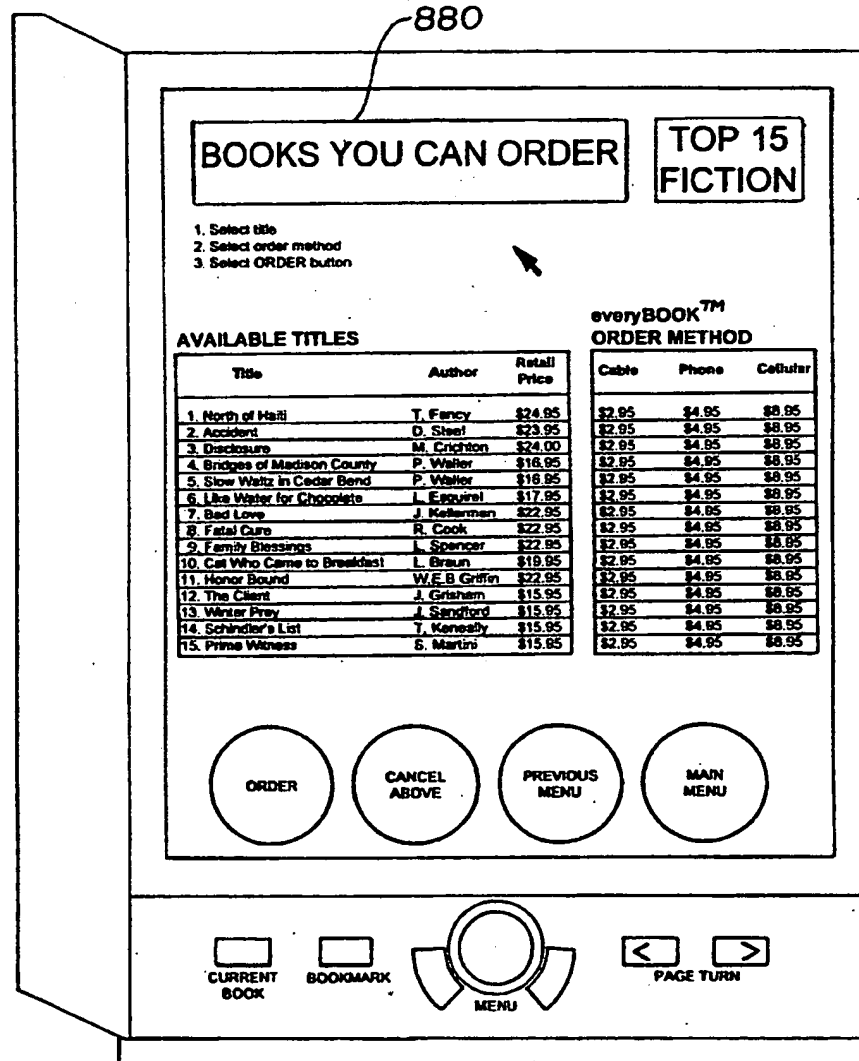 880
BOOKS YOU CAN ORDER
TOP 15
FICTION
1. Select title
2. Select order method
3. Select ORDER button
AVAILABLE TITLES
everyBOOK™
ORDER METHOD
Title Author Retail Price Cable Phone Cellular
1. North of Haiti T. Fancy $24.95 $2.95 $4.95 $8.95
2. Accident D. Steel $23.95 $2.95 $4.95 $8.95
3. Disclosure M. Crichton $24.00 $2.95 $4.95 $8.95
4. Bridges of Madison County P. Waller $16.95 $2.95 $4.95 $8.95
5. Slow Waltz in Cedar Bend P. Waller $16.95 $2.95 $4.95 $8.95
6. Like Water for Chocolate L. Esquirel $17.95 $2.95 $4.95 $8.95
7. Bad Love J. Kellerman $22.95 $2.95 $4.95 $8.95
8. Fatal Cure R. Cook $22.95 $2.95 $4.95 $8.95
9. Family Blessings L. Spencer $22.95 $2.95 $4.95 $8.95
10. Cat Who Came to Breakfast L. Braun $19.95 $2.95 $4.95 $8.95
11. Honor Bound W.E.B Griffin $22.95 $2.95 $4.95 $8.95
12. The Client J. Grisham $15.95 $2.95 $4.95 $8.95
13. Winter Prey J. Sandford $15.95 $2.95 $4.95 $8.95
14. Schindler's List T. Keneally $15.95 $2.95 $4.95 $8.95
15. Prime Witness S. Martini $15.95 $2.95 $4.95 $8.95
ORDER
CANCEL
ABOVE
PREVIOUS
MENU
MAIN
MENU
< >
CURRENT
BOOK
BOOKMARK
MENU
PAGE TURN